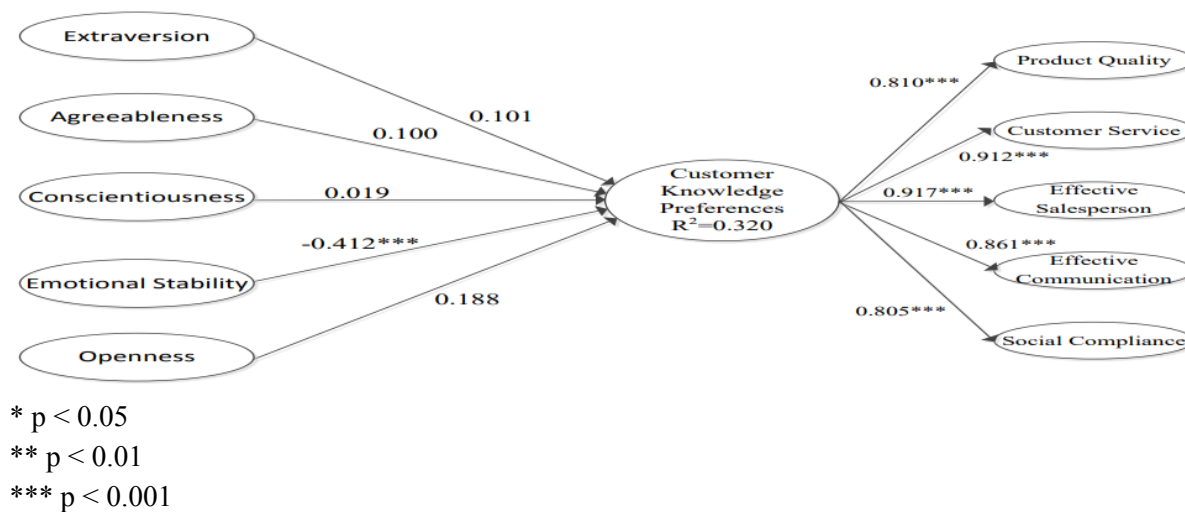 Extraversion
Agreeableness
Conscientiousness
Emotional Stability
Openness
0.101
0.100
0.019
-0.412***
0.188
Customer
Knowledge
Preferences
R²=0.320
0.810***
0.912***
0.917***
0.861***
0.805***
Product Quality
Customer Service
Effective
Salesperson
Effective
Communication
Social Compliance
* p < 0.05
** p < 0.01
*** p < 0.001